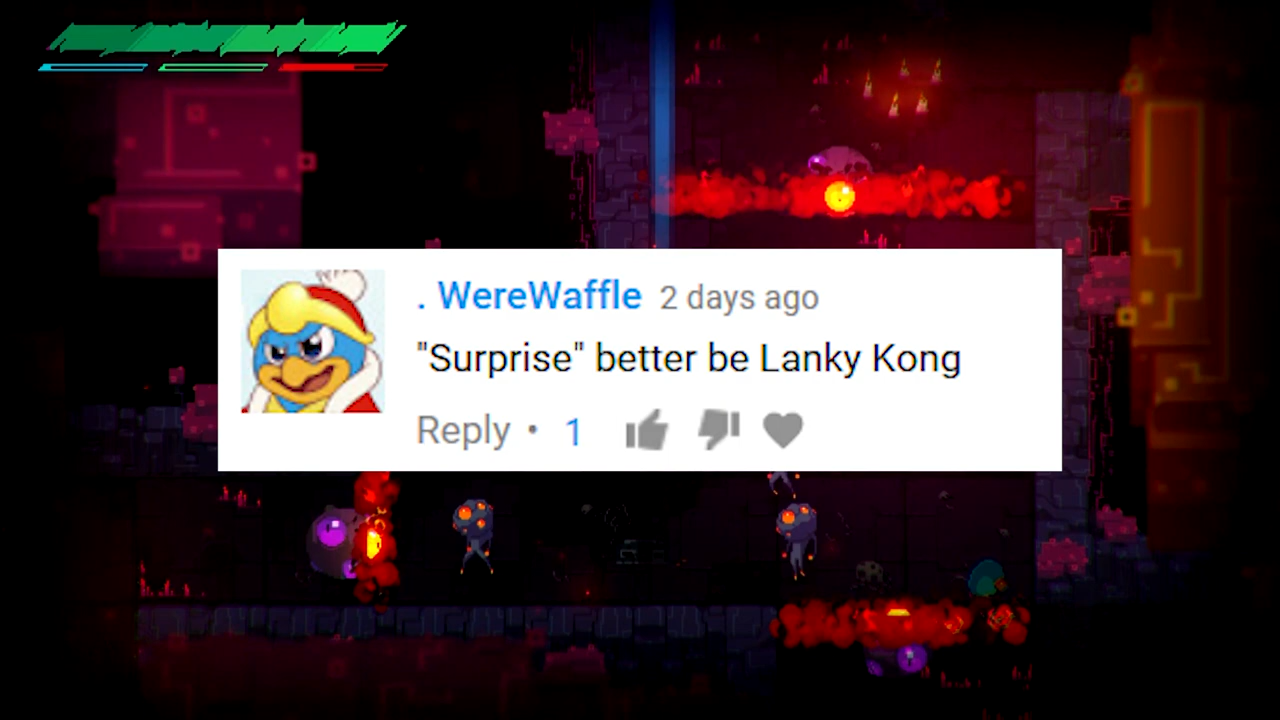 . WereWaffle 2 days ago
"Surprise" better be Lanky Kong
Reply • 1